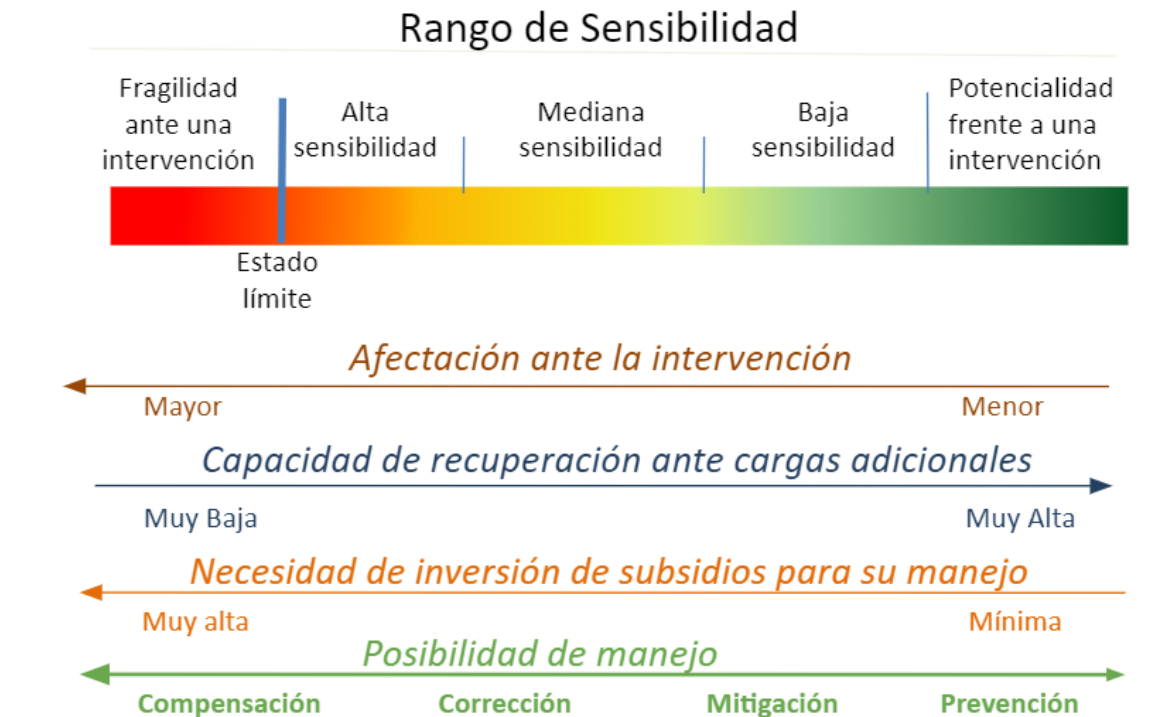 Rango de Sensibilidad
Fragilidad
ante una
intervención
Alta
sensibilidad
Mediana
sensibilidad
Baja
sensibilidad
Potencialidad
frente a una
intervención
Estado
límite
Afectación ante la intervención
Mayor
Menor
Capacidad de recuperación ante cargas adicionales
Muy Baja
Muy Alta
Necesidad de inversión de subsidios para su manejo
Muy alta
Mínima
Posibilidad de manejo
Compensación
Corrección
Mitigación
Prevención